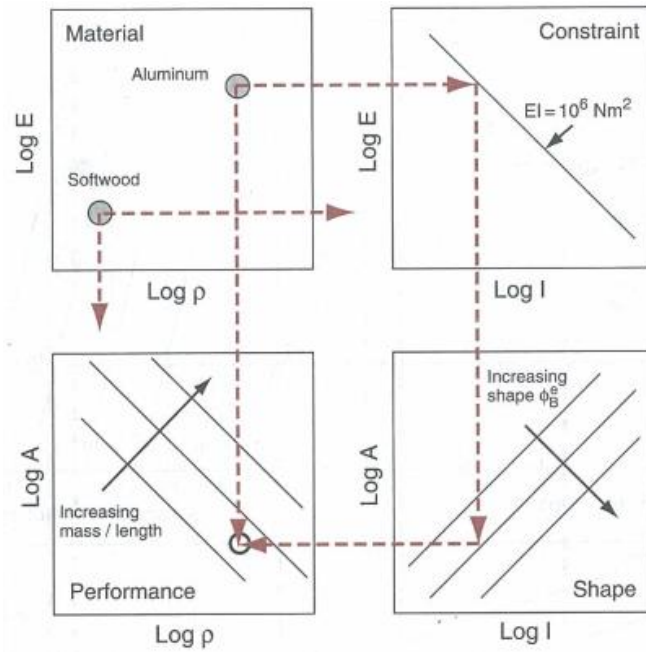 Material
Aluminum
Softwood
Log E
Log ρ
Constraint
EI = 10⁶ Nm²
Log E
Log I
Increasing mass / length
Performance
Log A
Log ρ
Increasing shape ϕ_B^e
Shape
Log A
Log I